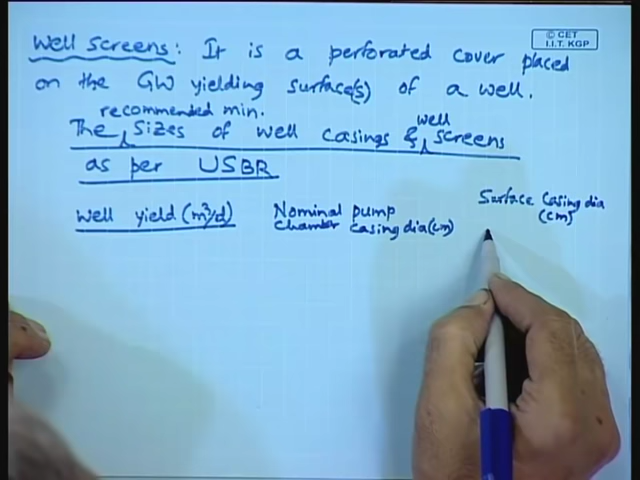 © CET
I.I.T. KGP
Well screens: It is a perforated cover placed
on the GW yielding surface(s) of a well.
recommended min.
well
The ^ Sizes of well casings & ^ screens
as per USBR
Well yield (m³/d)
Nominal pump
chamber casing dia (cm)
Surface Casing dia
(cm)